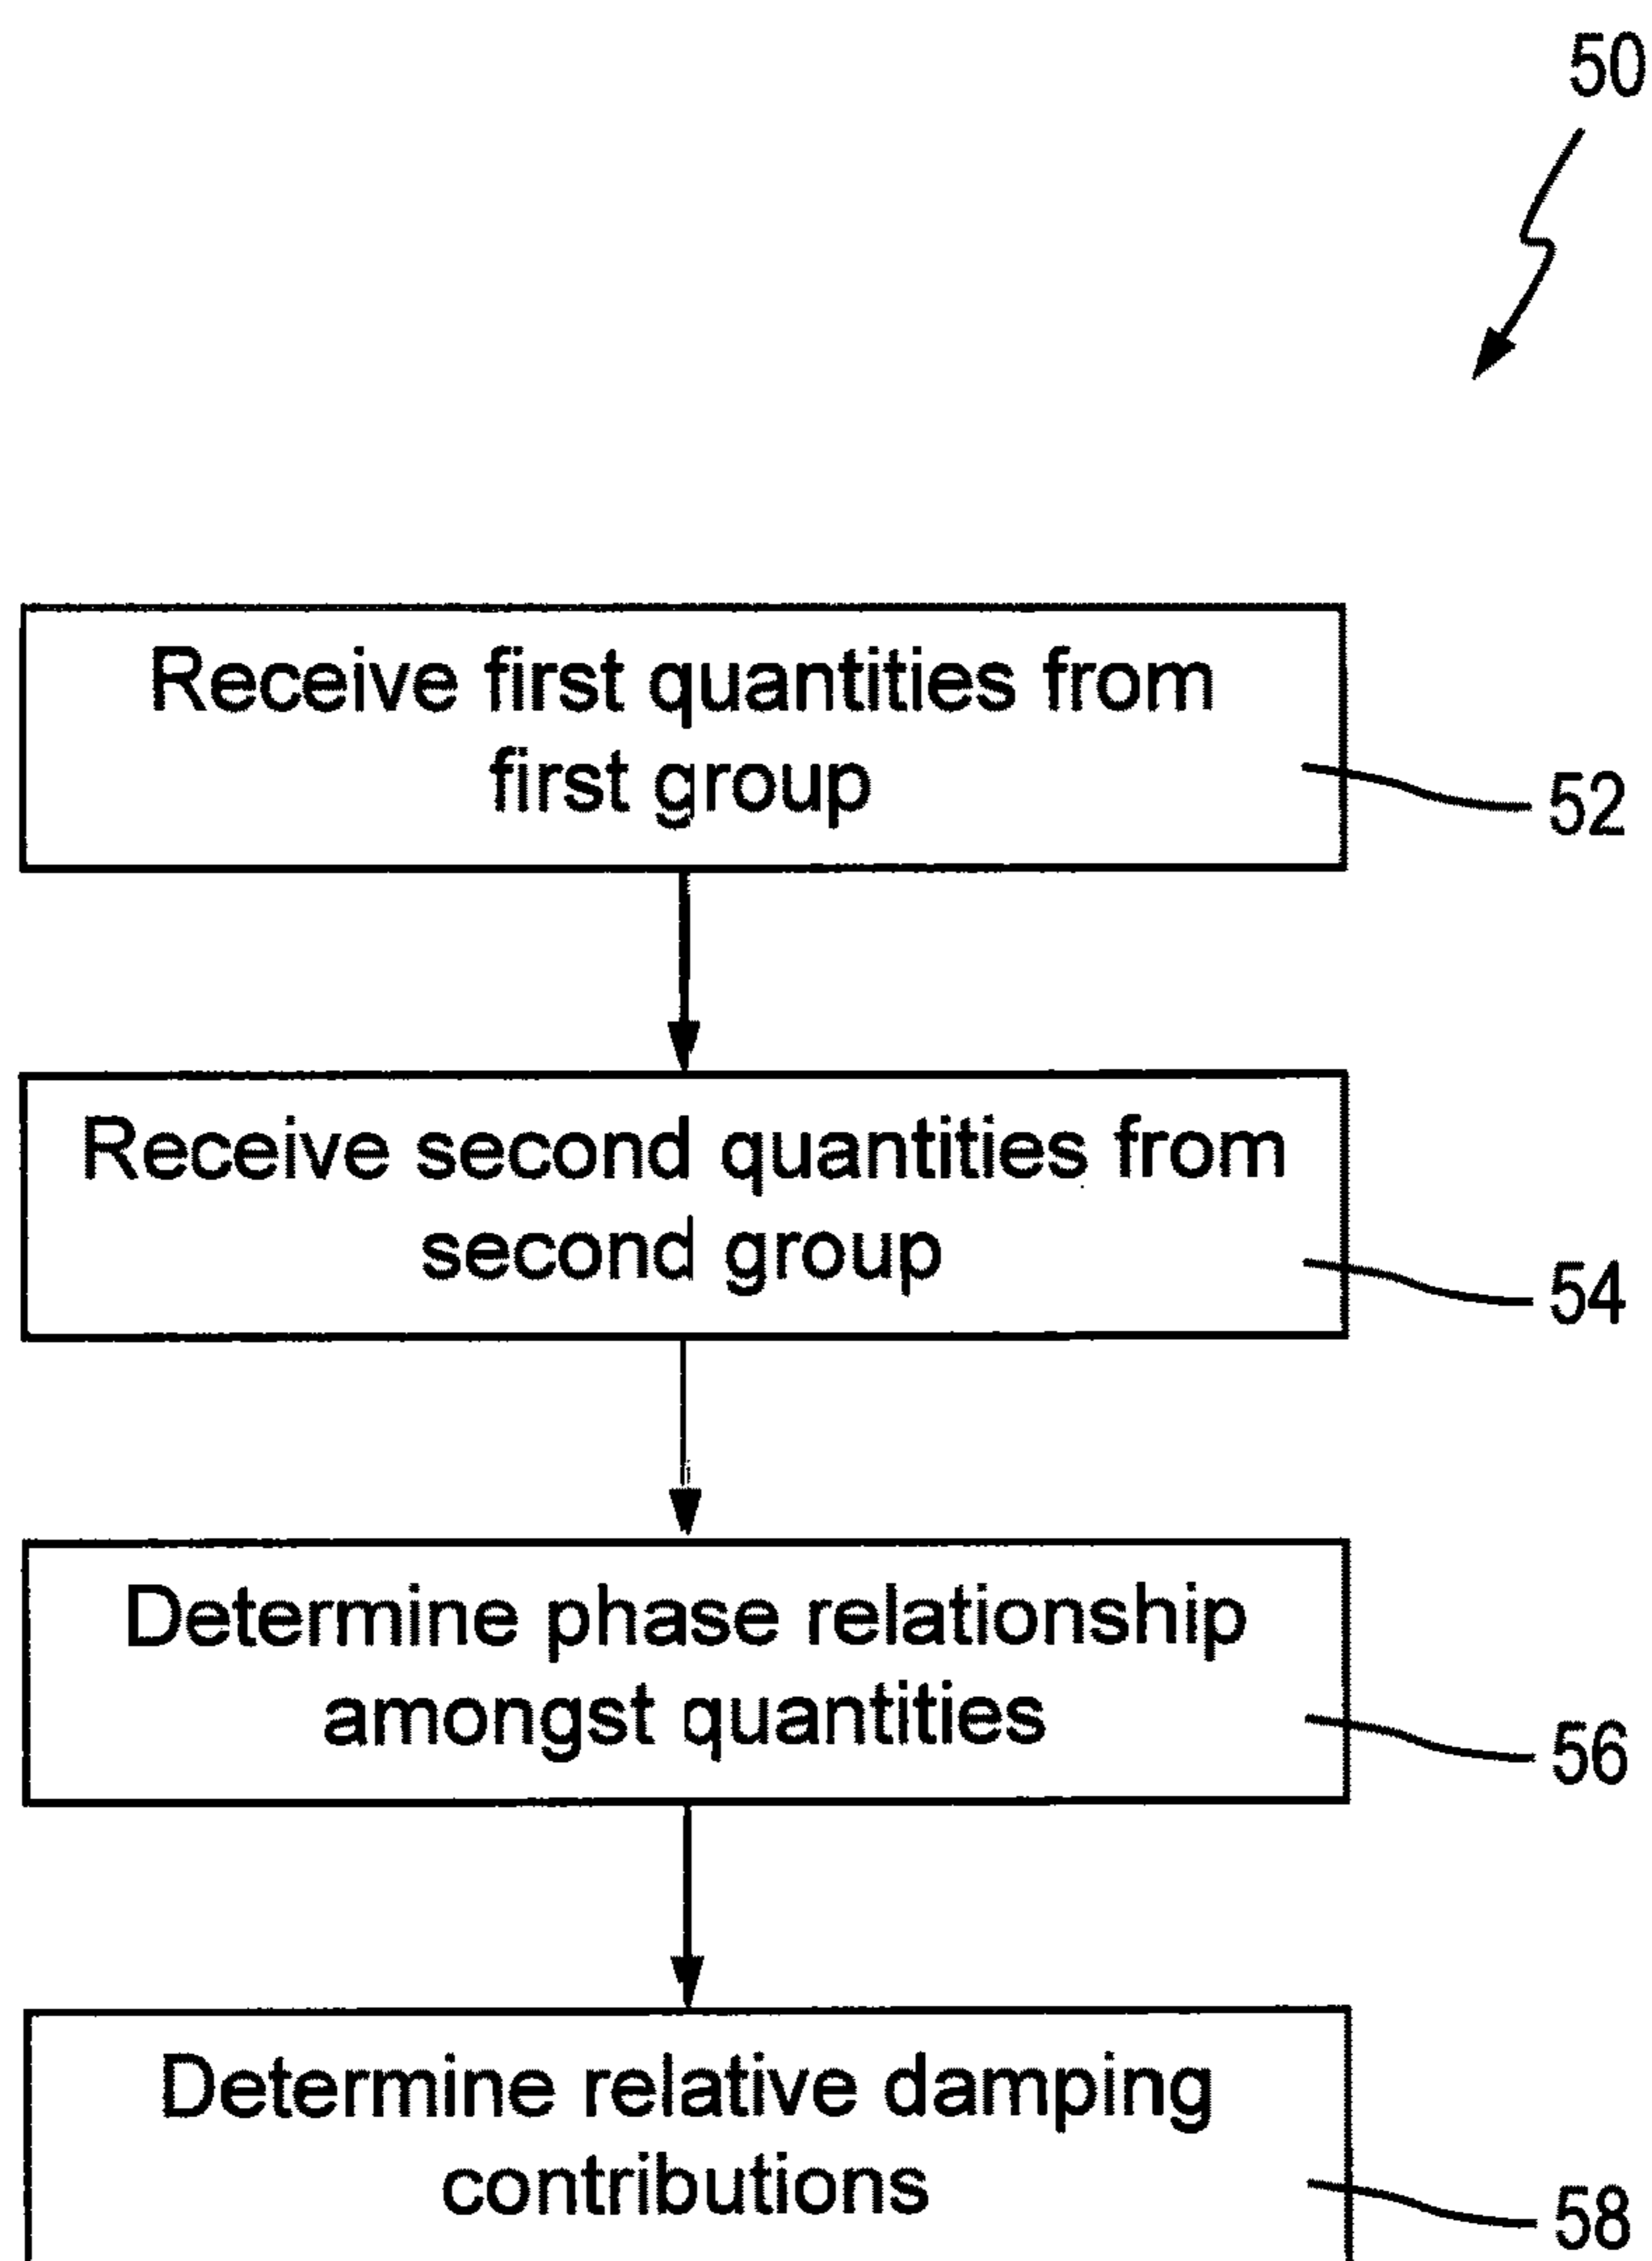 50
Receive first quantities from
first group
52
Receive second quantities from
second group
54
Determine phase relationship
amongst quantities
56
Determine relative damping
contributions
58